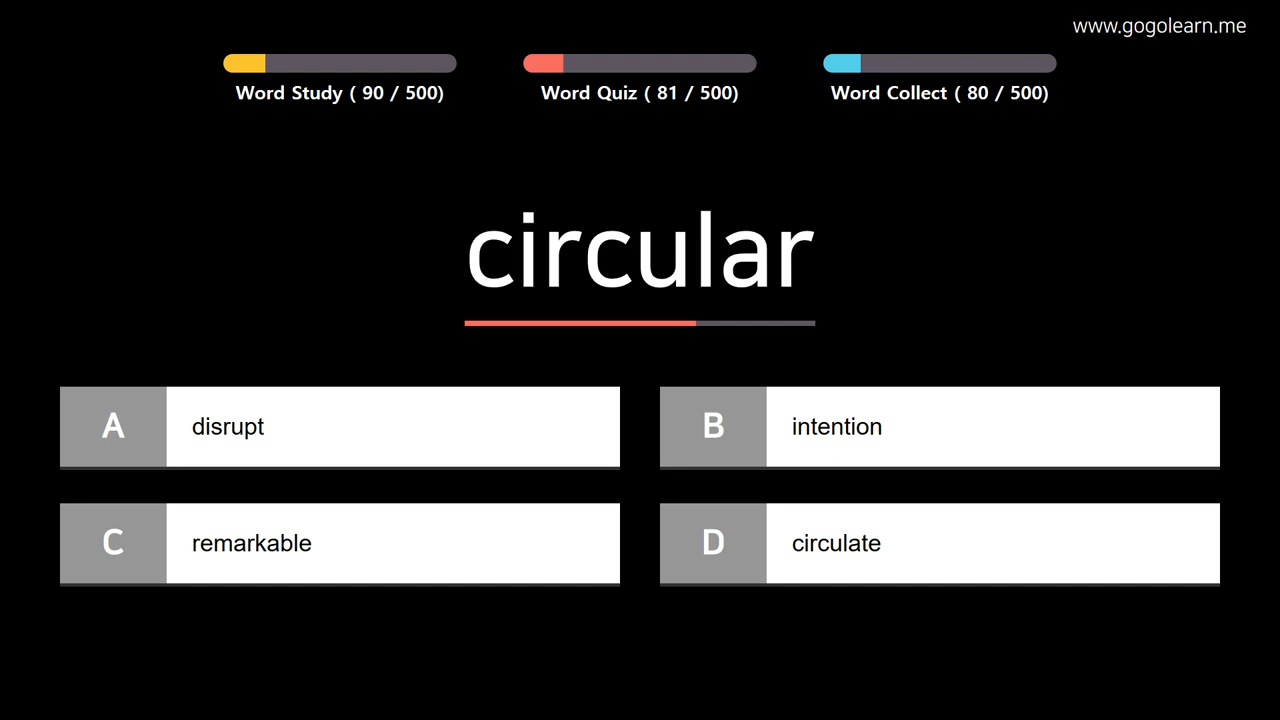 www.gogolearn.me
Word Study ( 90 / 500)
Word Quiz ( 81 / 500)
Word Collect ( 80 / 500)
circular
A disrupt
B intention
C remarkable
D circulate